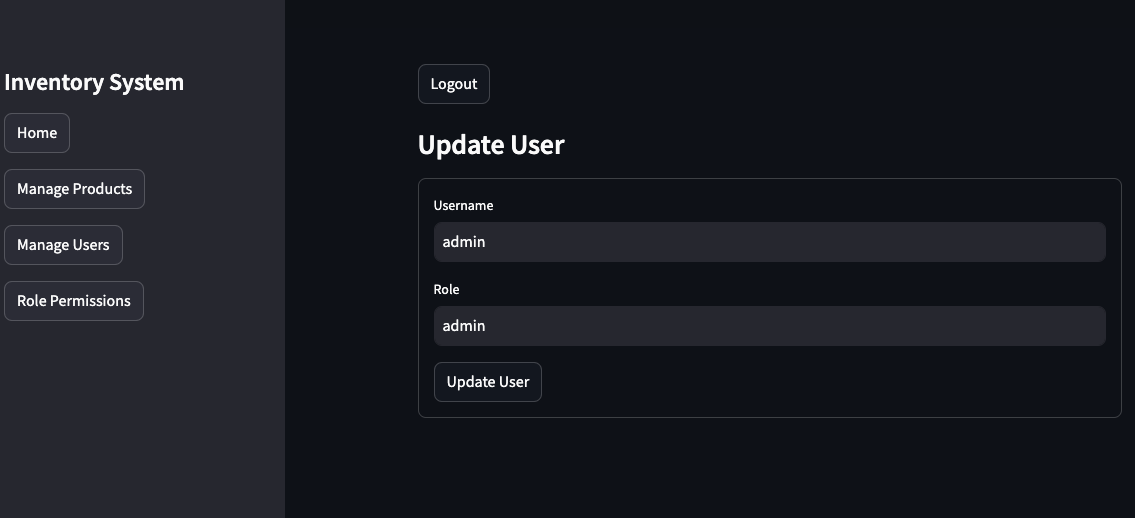 Inventory System
Home
Manage Products
Manage Users
Role Permissions
Logout
Update User
Username
admin
Role
admin
Update User